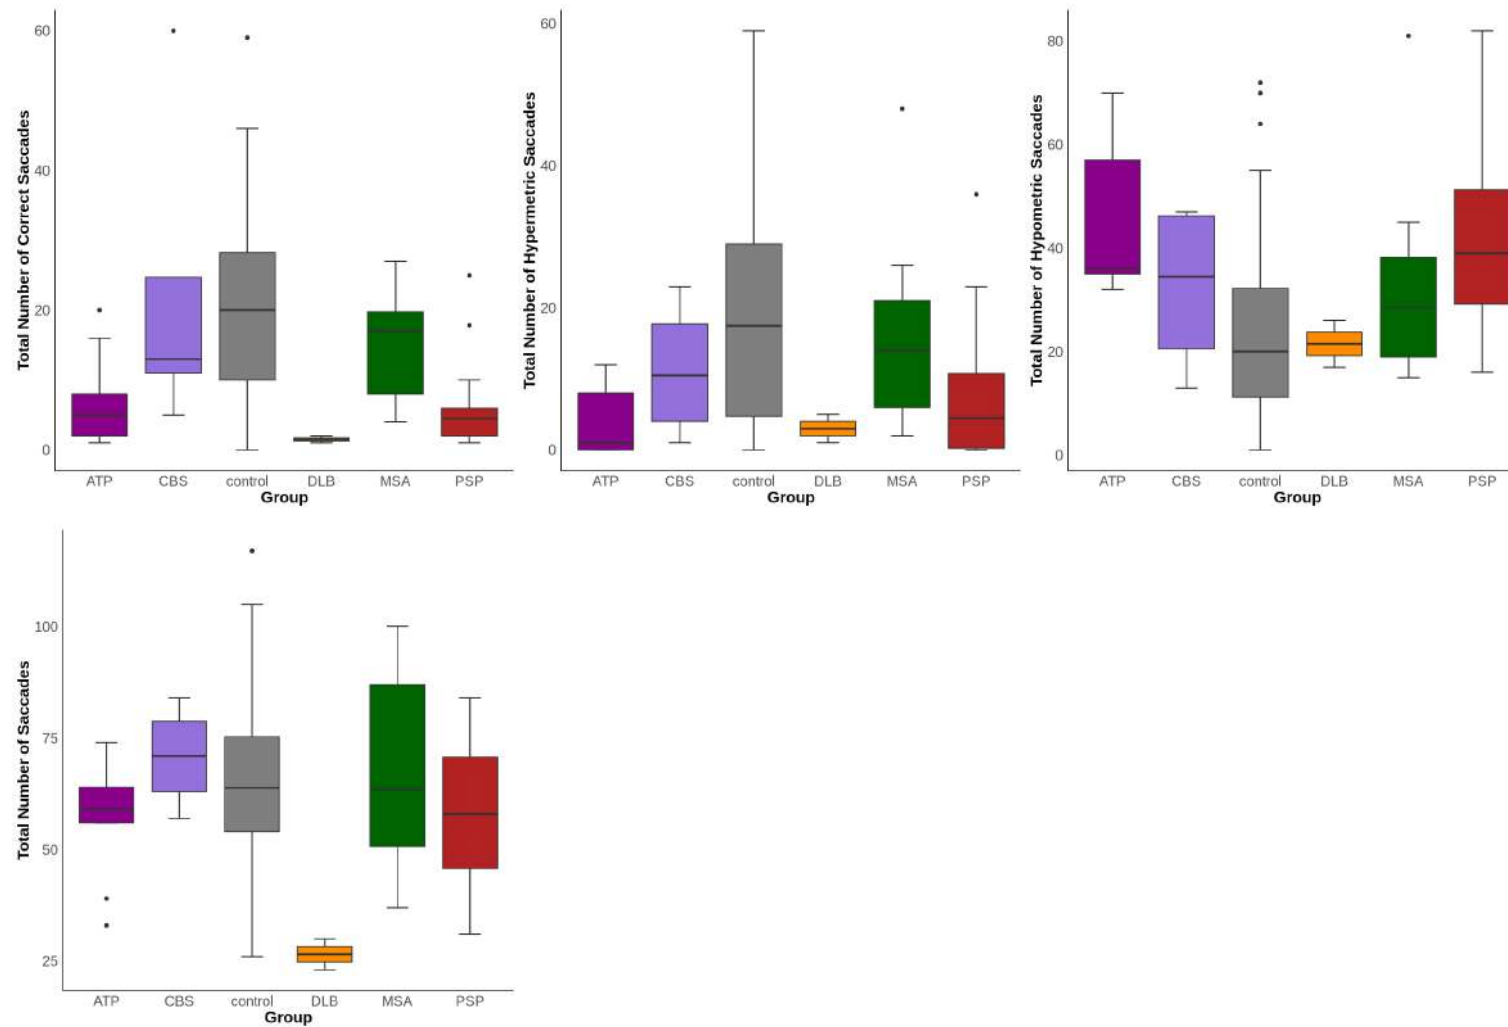 Total Number of Correct Saccades
60
40
20
0
ATP CBS control DLB MSA PSP
Group
Total Number of Hypermetric Saccades
60
40
20
0
ATP CBS control DLB MSA PSP
Group
Total Number of Hypometric Saccades
80
60
40
20
0
ATP CBS control DLB MSA PSP
Group
Total Number of Saccades
100
75
50
25
ATP CBS control DLB MSA PSP
Group